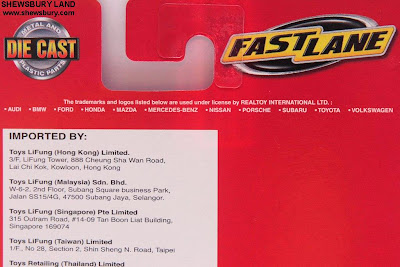 SHEWSBURY LAND
www.shewsbury.com
METAL AND
DIE CAST
PLASTIC PARTS
FAST LANE
The trademarks and logos listed below are used under license by REALTOY INTERNATIONAL LTD. :
• AUDI • BMW • FORD • HONDA • MAZDA • MERCEDES-BENZ • NISSAN • PORSCHE • SUBARU • TOYOTA • VOLKSWAGEN
IMPORTED BY:
Toys LiFung (Hong Kong) Limited.
3/F, LiFung Tower, 888 Cheung Sha Wan Road,
Lai Chi Kok, Kowloon, Hong Kong
Toys LiFung (Malaysia) Sdn. Bhd.
W-6-2, 2nd Floor, Subang Square business Park,
Jalan SS15/4G, 47500 Subang Jaya, Selangor.
Toys LiFung (Singapore) Pte Limited
315 Outram Road, #14-09 Tan Boon Liat Building,
Singapore 169074
Toys LiFung (Taiwan) Limited
1/F., No 28, Section 2, Shin Sheng N. Road, Taipei
Toys Retailing (Thailand) Limited